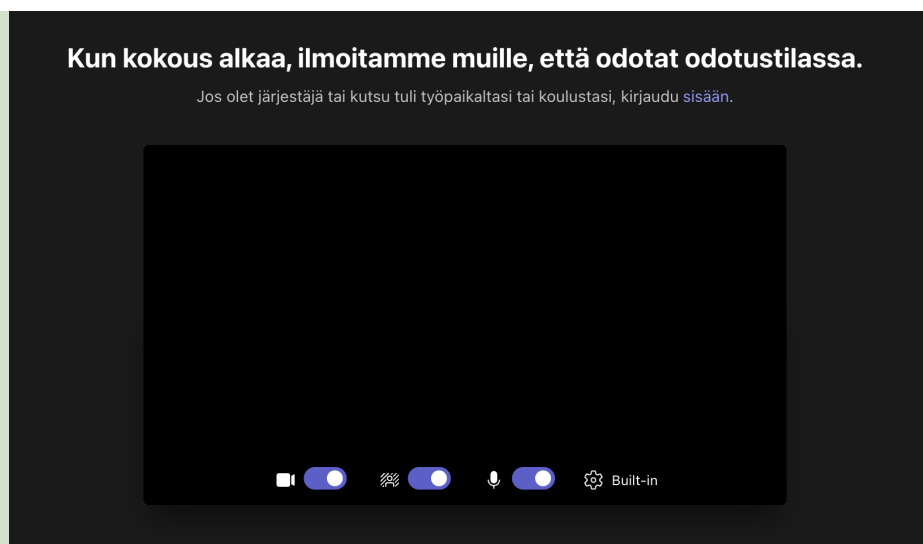 Kun kokous alkaa, ilmoitamme muille, että odotat odotustilassa.
Jos olet järjestäjä tai kutsu tuli työpaikaltasi tai koulustasi, kirjaudu sisään.
Built-in